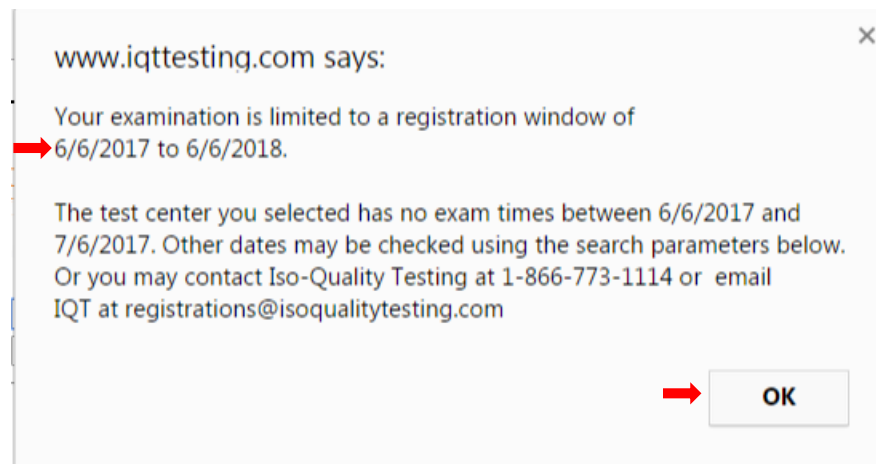 www.iqttesting.com says:
Your examination is limited to a registration window of
6/6/2017 to 6/6/2018.
The test center you selected has no exam times between 6/6/2017 and
7/6/2017. Other dates may be checked using the search parameters below.
Or you may contact Iso-Quality Testing at 1-866-773-1114 or email
IQT at registrations@isoqualitytesting.com
OK